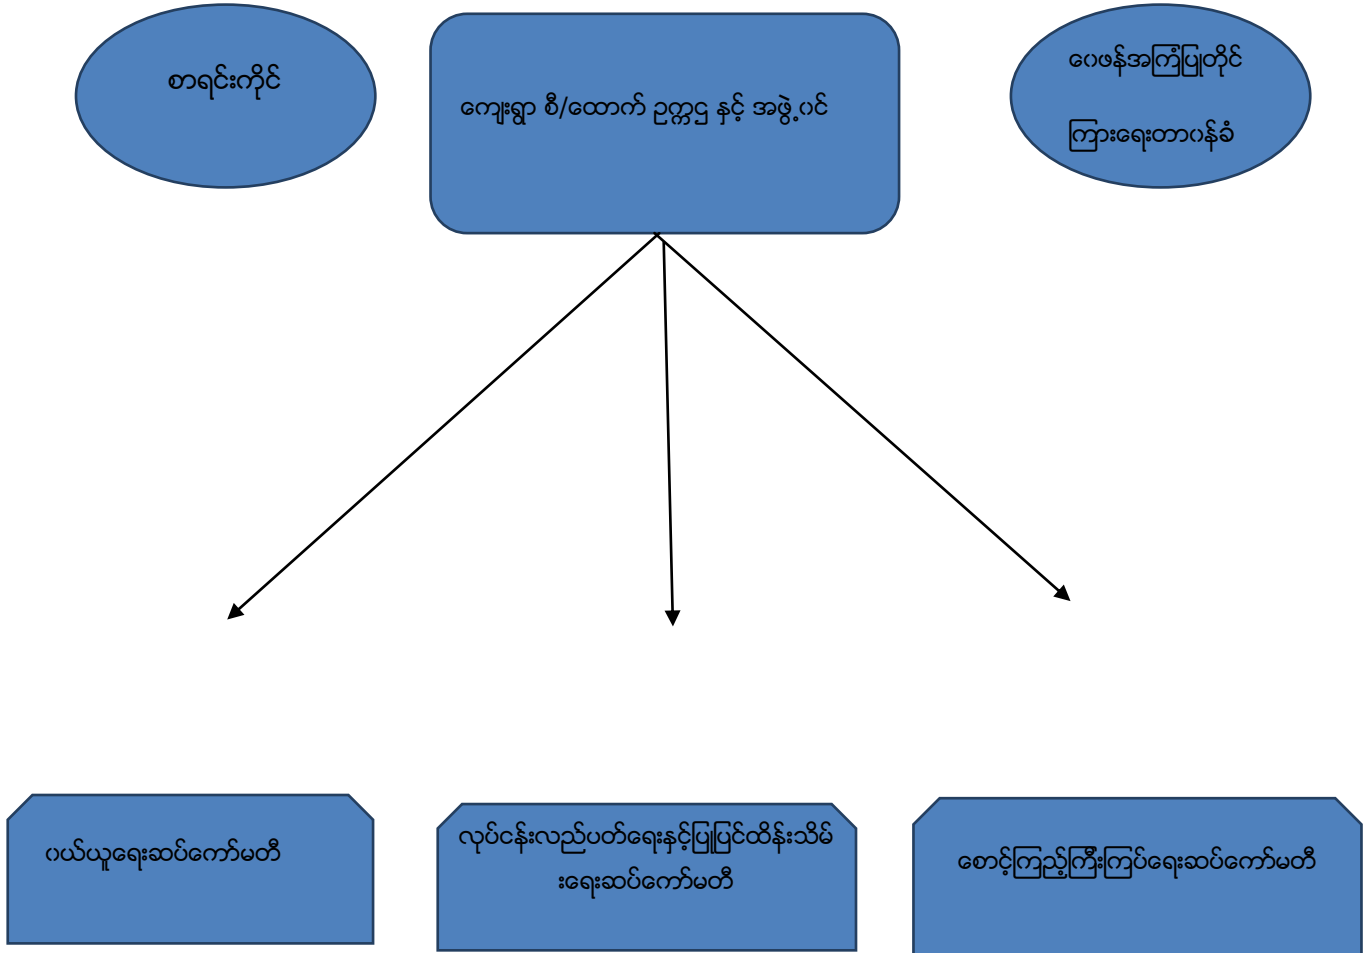 စာရင်းကိုင်
ကျေးရွာ စီ/ထောက် ဥက္ကဌ နှင့် အဖွဲ့ဝင်
ဝေဖန်အကြံပြုတိုင်
ကြားရေးတာဝန်ခံ
ဝယ်ယူရေးဆပ်ကော်မတီ
လုပ်ငန်းလည်ပတ်ရေးနှင့်ပြုပြင်ထိန်းသိမ်
းရေးဆပ်ကော်မတီ
စောင့်ကြည့်ကြီးကြပ်ရေးဆပ်ကော်မတီ